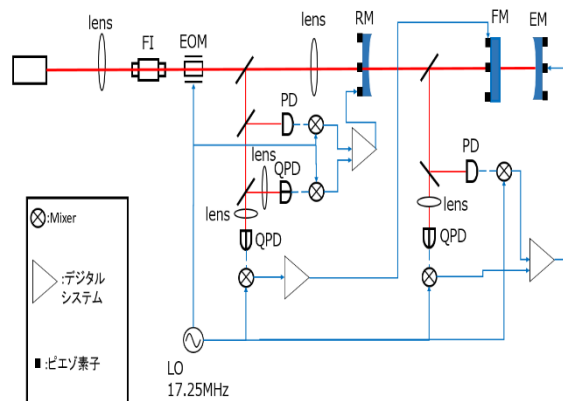 lens
FI
EOM
lens
RM
FM
EM
PD
lens
QPD
lens
QPD
PD
lens
QPD
:Mixer
:デジタル
システム
:ピエゾ素子
LO
17.25MHz